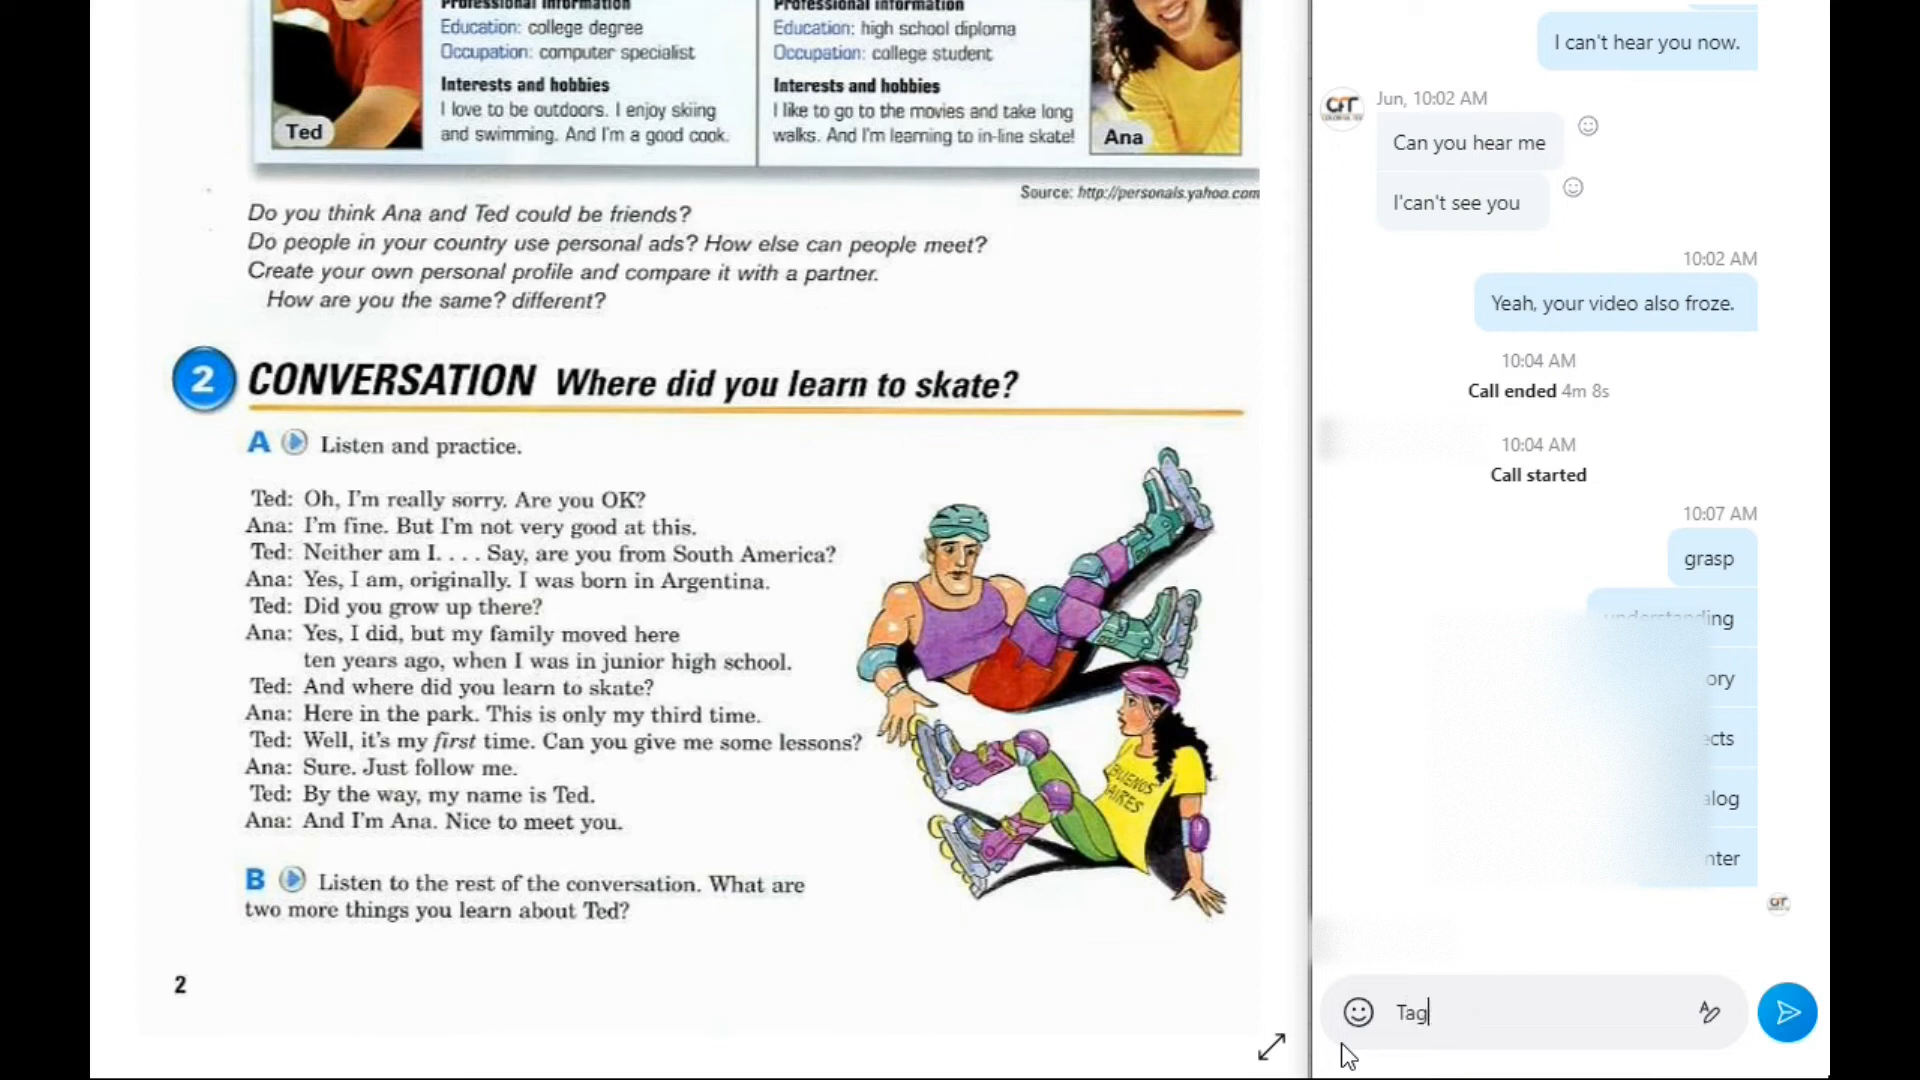 Professional information
Education: college degree
Occupation: computer specialist
Interests and hobbies
I love to be outdoors. I enjoy skiing
and swimming. And I'm a good cook.
Ted
Professional information
Education: high school diploma
Occupation: college student
Interests and hobbies
I like to go to the movies and take long
walks. And I'm learning to in-line skate!
Ana
Source: http://personals.yahoo.com
Do you think Ana and Ted could be friends?
Do people in your country use personal ads? How else can people meet?
Create your own personal profile and compare it with a partner.
How are you the same? different?
2 CONVERSATION Where did you learn to skate?
A Listen and practice.
Ted: Oh, I'm really sorry. Are you OK?
Ana: I'm fine. But I'm not very good at this.
Ted: Neither am I. . . . Say, are you from South America?
Ana: Yes, I am, originally. I was born in Argentina.
Ted: Did you grow up there?
Ana: Yes, I did, but my family moved here
ten years ago, when I was in junior high school.
Ted: And where did you learn to skate?
Ana: Here in the park. This is only my third time.
Ted: Well, it's my first time. Can you give me some lessons?
Ana: Sure. Just follow me.
Ted: By the way, my name is Ted.
Ana: And I'm Ana. Nice to meet you.
BUENOS
AIRES
B Listen to the rest of the conversation. What are
two more things you learn about Ted?
2
I can't hear you now.
Jun, 10:02 AM
Can you hear me
I'can't see you
10:02 AM
Yeah, your video also froze.
10:04 AM
Call ended 4m 8s
10:04 AM
Call started
10:07 AM
grasp
understanding
ory
ects
alog
nter
Tag